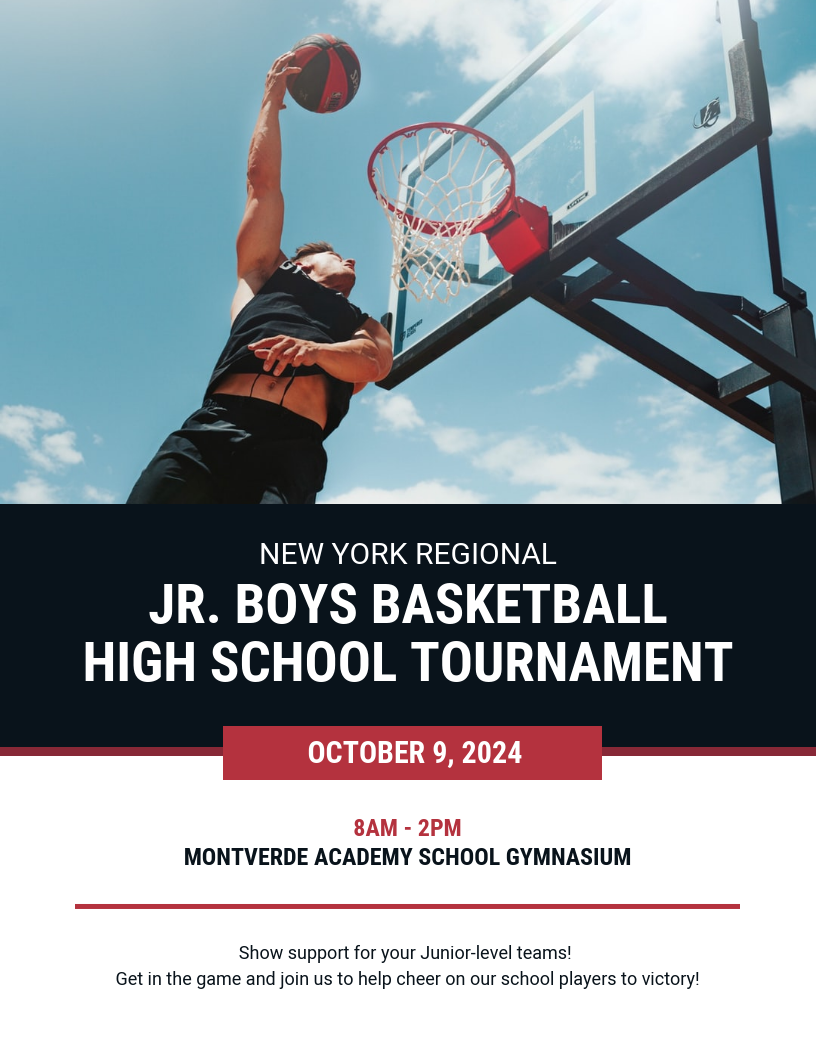 NEW YORK REGIONAL
JR. BOYS BASKETBALL
HIGH SCHOOL TOURNAMENT
OCTOBER 9, 2024
8AM - 2PM
MONTVERDE ACADEMY SCHOOL GYMNASIUM
Show support for your Junior-level teams!
Get in the game and join us to help cheer on our school players to victory!